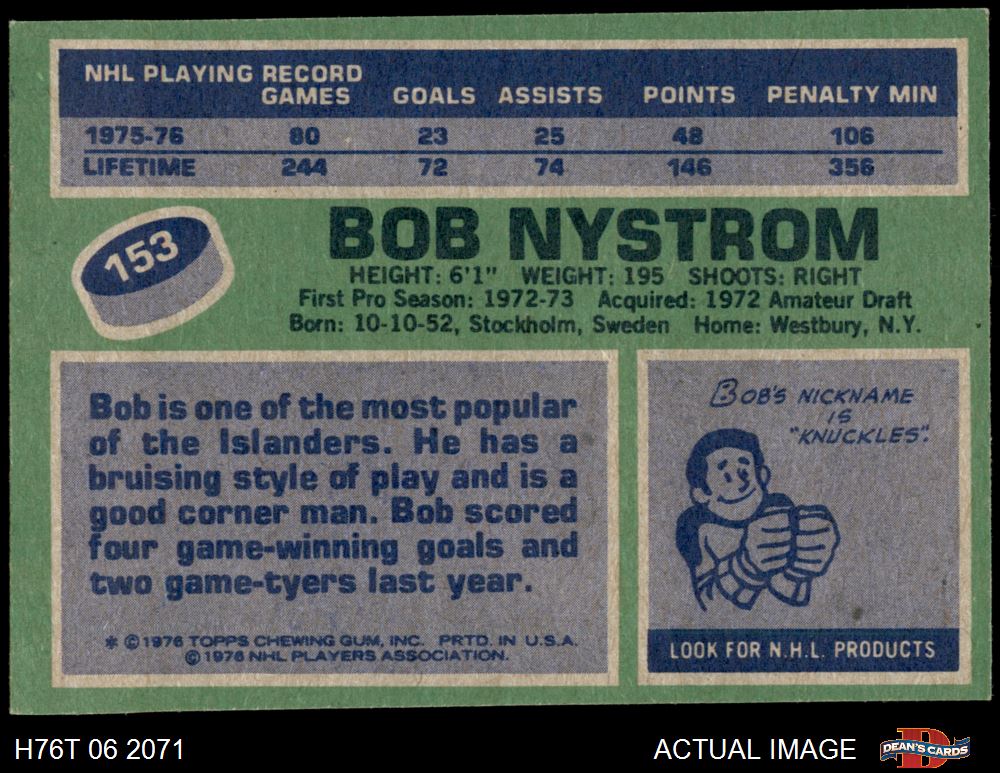 NHL PLAYING RECORD
GAMES GOALS ASSISTS POINTS PENALTY MIN
1975-76 80 23 25 48 106
LIFETIME 244 72 74 146 356
153
BOB NYSTROM
HEIGHT: 6'1" WEIGHT: 195 SHOOTS: RIGHT
First Pro Season: 1972-73 Acquired: 1972 Amateur Draft
Born: 10-10-52, Stockholm, Sweden Home: Westbury, N.Y.
Bob is one of the most popular
of the Islanders. He has a
bruising style of play and is a
good corner man. Bob scored
four game-winning goals and
two game-tyers last year.
* © 1976 TOPPS CHEWING GUM, INC. PRTD. IN U.S.A.
© 1976 NHL PLAYERS ASSOCIATION.
BOB'S NICKNAME
IS
"KNUCKLES".
LOOK FOR N.H.L. PRODUCTS
H76T 06 2071
ACTUAL IMAGE
DEAN'S CARDS